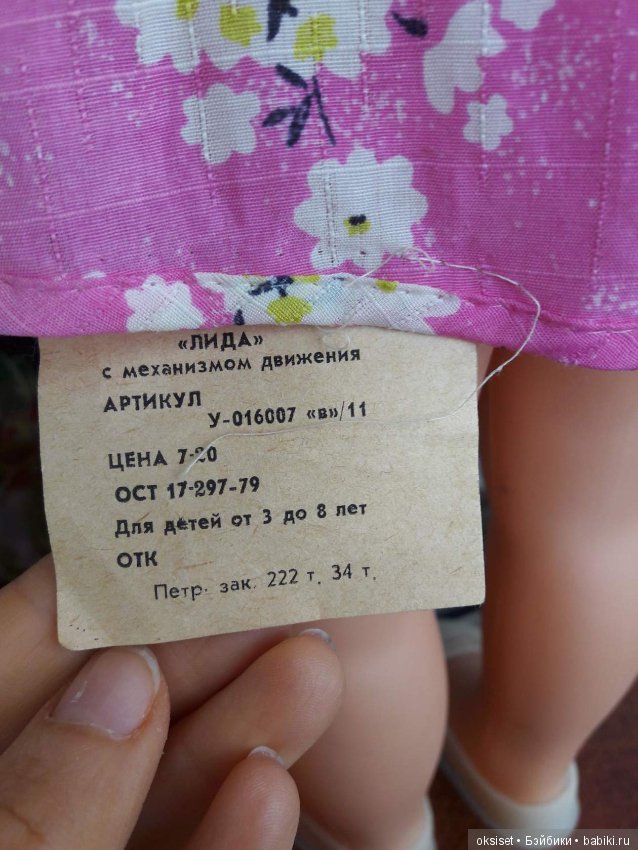 «ЛИДА»
с механизмом движения
АРТИКУЛ
У-016007 «в»/11
ЦЕНА 7-20
ОСТ 17-297-79
Для детей от 3 до 8 лет
ОТК
Петр. зак. 222 т. 34 т.
oksiset • Бэйбики • babiki.ru